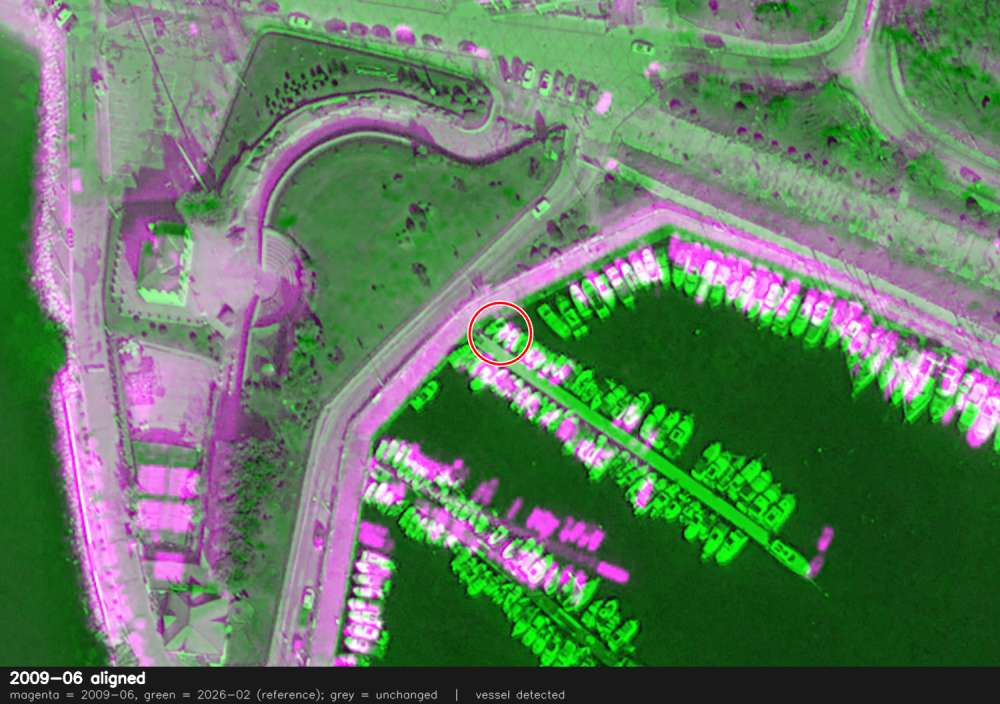 2009-06 aligned
magenta = 2009-06, green = 2026-02 (reference); grey = unchanged | vessel detected